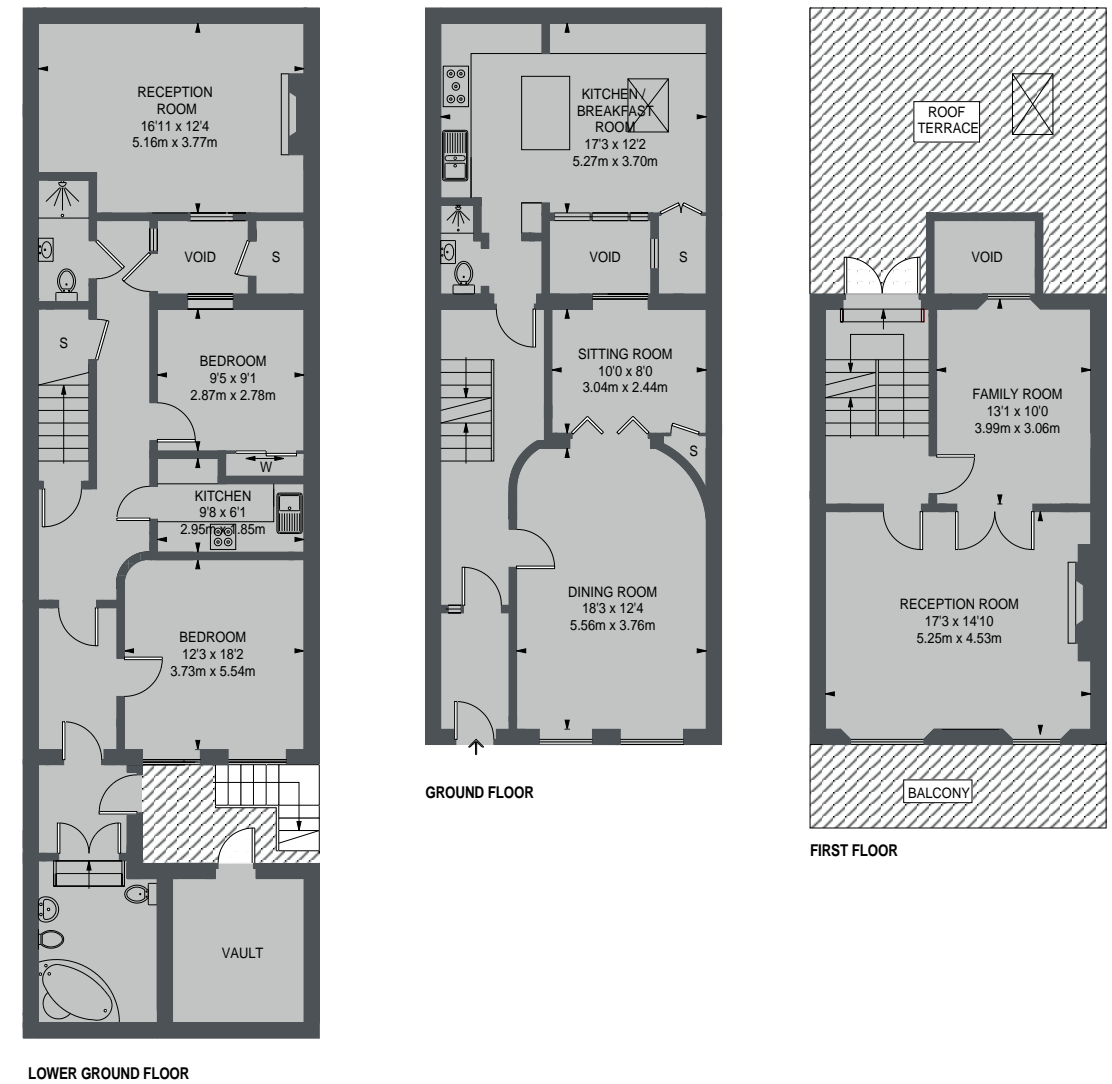 RECEPTION
ROOM
16'11 x 12'4
5.16m x 3.77m
VOID
S
S
BEDROOM
9'5 x 9'1
2.87m x 2.78m
W
KITCHEN
9'8 x 6'1
2.95m x 1.85m
BEDROOM
12'3 x 18'2
3.73m x 5.54m
VAULT
LOWER GROUND FLOOR
KITCHEN /
BREAKFAST
ROOM
17'3 x 12'2
5.27m x 3.70m
VOID
S
SITTING ROOM
10'0 x 8'0
3.04m x 2.44m
S
DINING ROOM
18'3 x 12'4
5.56m x 3.76m
GROUND FLOOR
ROOF
TERRACE
VOID
FAMILY ROOM
13'1 x 10'0
3.99m x 3.06m
RECEPTION ROOM
17'3 x 14'10
5.25m x 4.53m
BALCONY
FIRST FLOOR